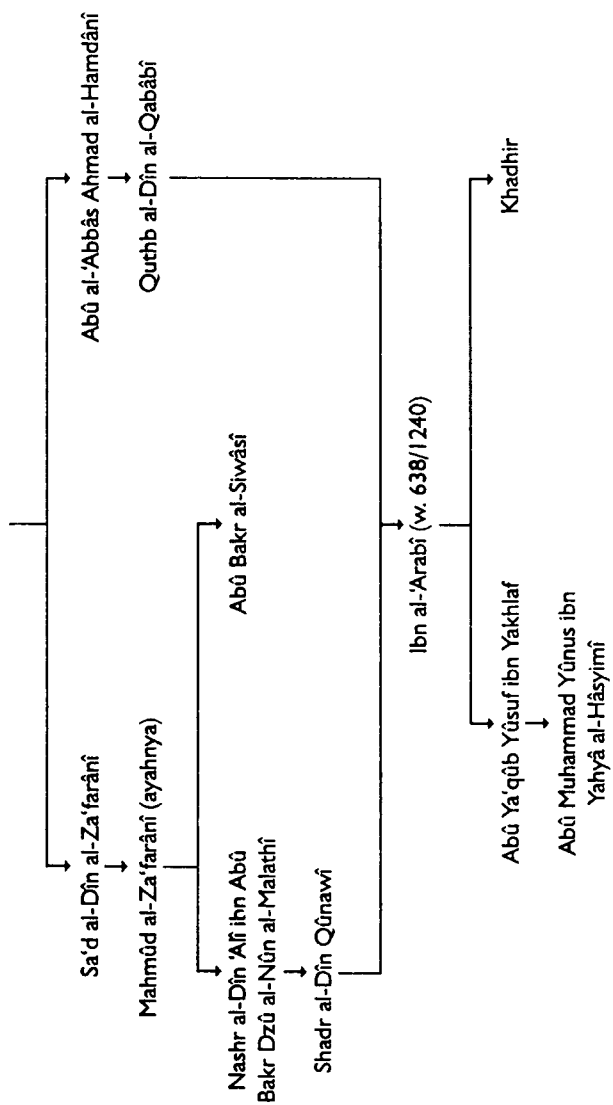 Sa'd al-Dîn al-Za'farânî
Abû al-'Abbâs Ahmad al-Hamdânî
Mahmûd al-Za'farânî (ayahnya)
Quthb al-Dîn al-Qabâbî
Nashr al-Dîn 'Alî ibn Abû
Bakr Dzû al-Nûn al-Malathî
Abû Bakr al-Siwâsî
Shadr al-Dîn Qûnawî
Ibn al-'Arabî (w. 638/1240)
Abû Ya'qûb Yûsuf ibn Yakhlaf
Khadhir
Abû Muhammad Yûnus ibn
Yahyâ al-Hâsyimî